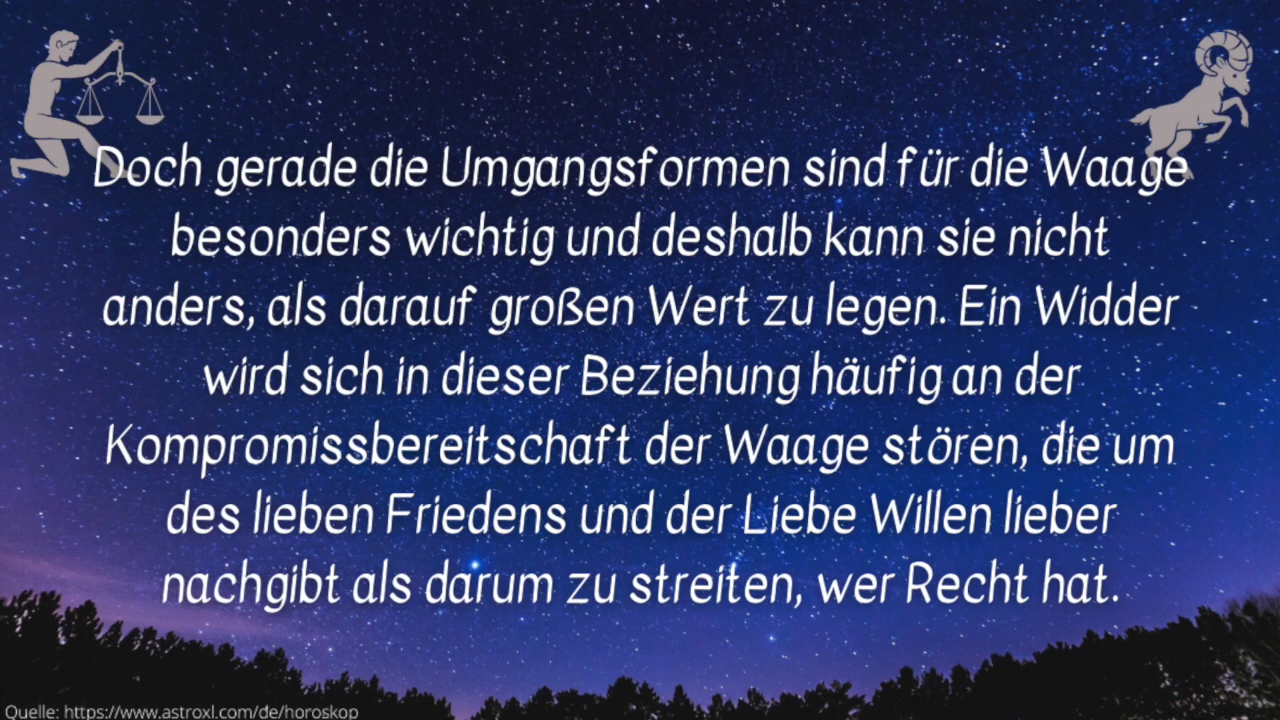 Doch gerade die Umgangsformen sind für die Waage
besonders wichtig und deshalb kann sie nicht
anders, als darauf großen Wert zu legen. Ein Widder
wird sich in dieser Beziehung häufig an der
Kompromissbereitschaft der Waage stören, die um
des lieben Friedens und der Liebe Willen lieber
nachgibt als darum zu streiten, wer Recht hat.
Quelle: https://www.astroxl.com/de/horoskop